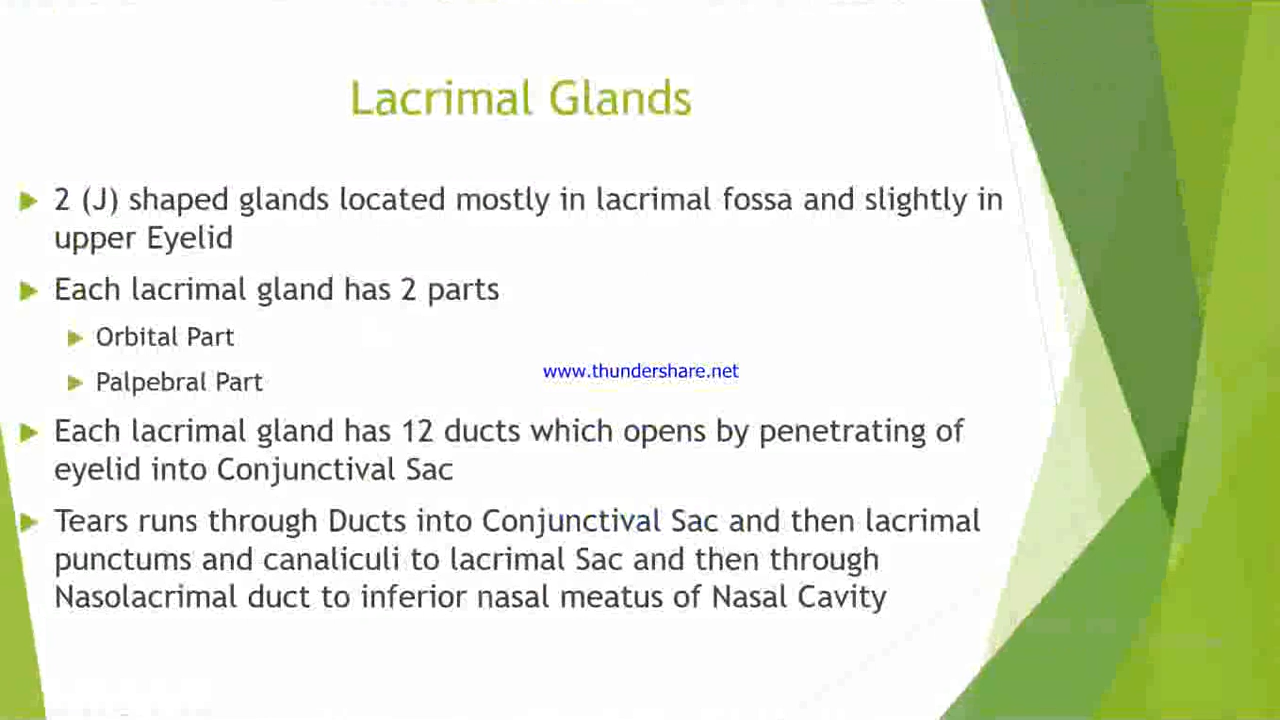 Lacrimal Glands
2 (J) shaped glands located mostly in lacrimal fossa and slightly in
upper Eyelid
Each lacrimal gland has 2 parts
Orbital Part
www.thundershare.net
Palpebral Part
Each lacrimal gland has 12 ducts which opens by penetrating of
eyelid into Conjunctival Sac
Tears runs through Ducts into Conjunctival Sac and then lacrimal
punctums and canaliculi to lacrimal Sac and then through
Nasolacrimal duct to inferior nasal meatus of Nasal Cavity